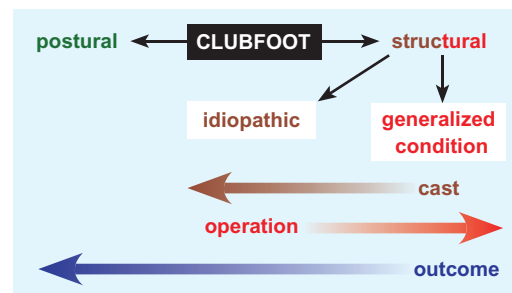 postural CLUBFOOT structural
idiopathic
generalized
condition
cast
operation
outcome